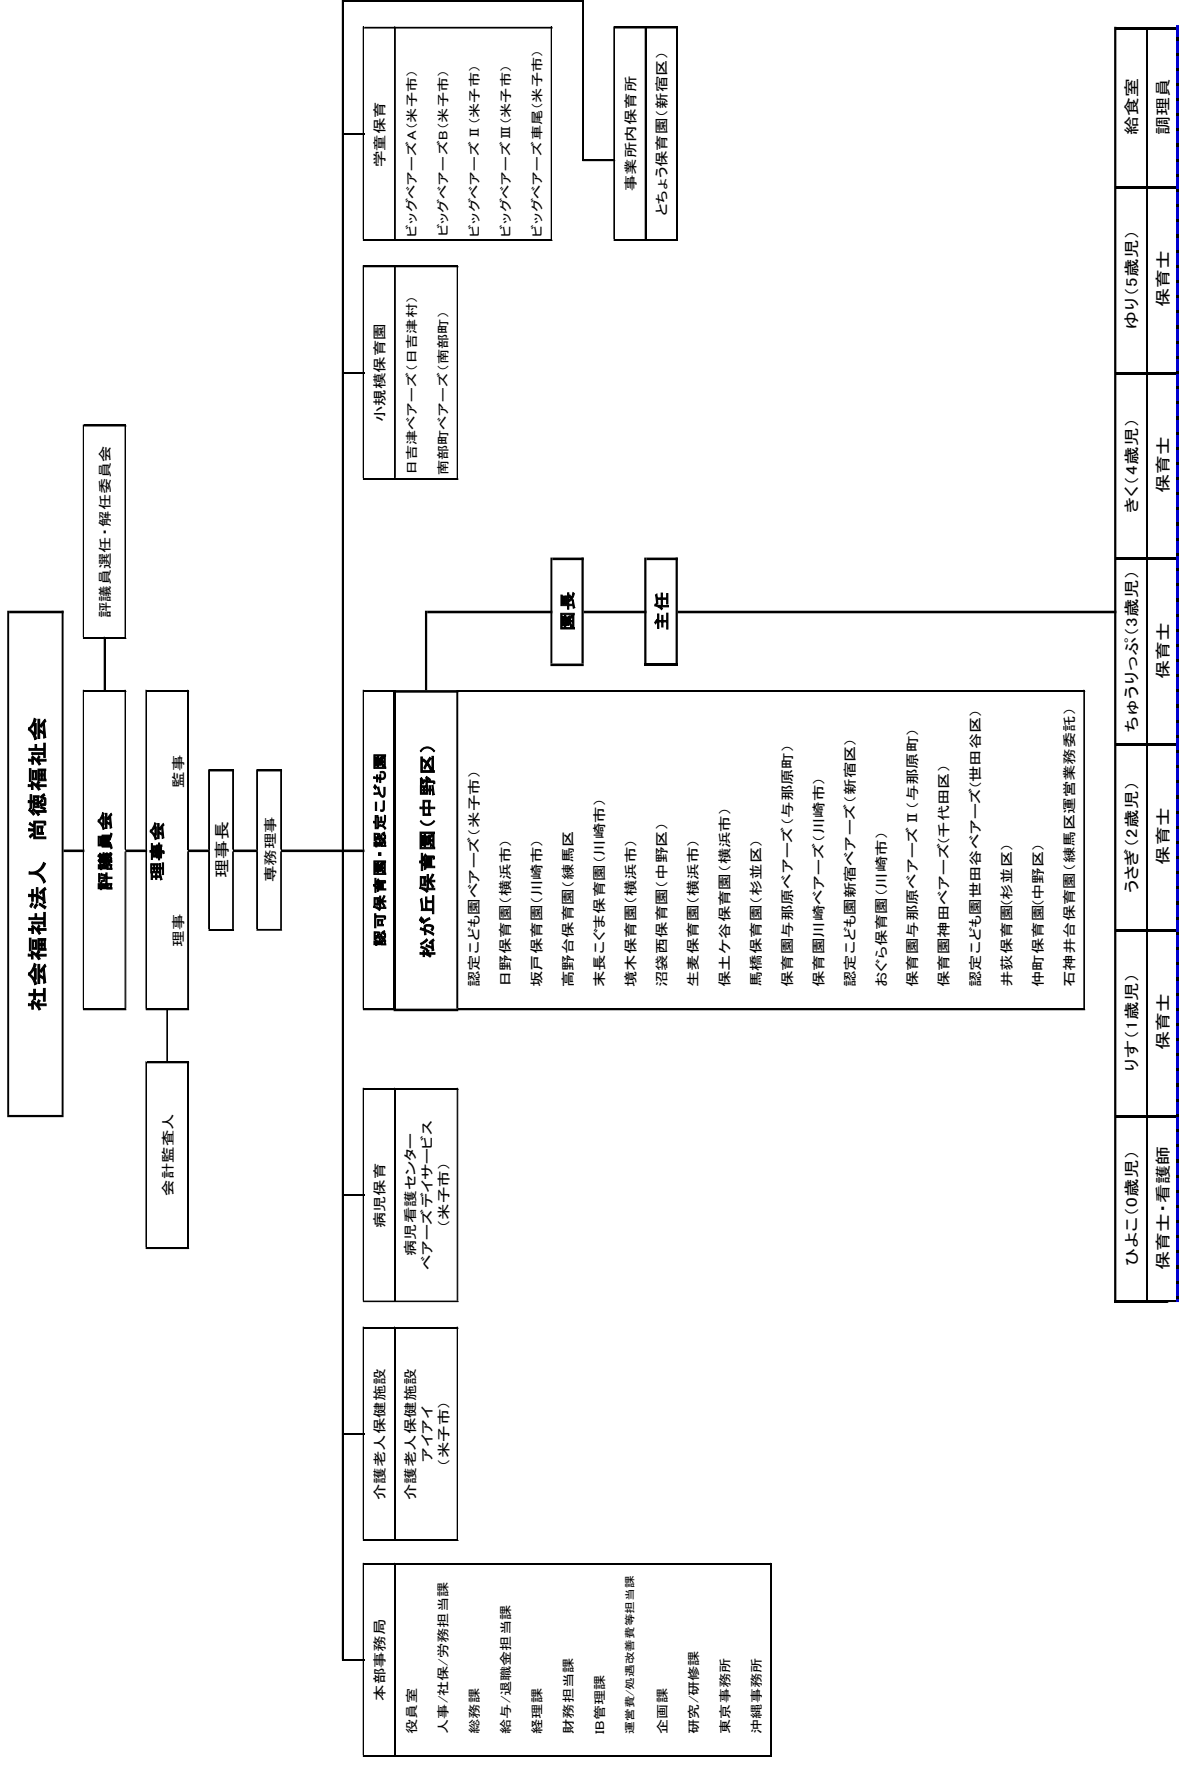 社会福祉法人　尚徳福祉会
評議員会
評議員選任・解任委員会
理事会
理事　監事
会計監査人
理事長
専務理事
本部事務局
役員室
人事/社保/労務担当課
総務課
給与/退職金担当課
経理課
財務担当課
IB管理課
運営費/処遇改善費等担当課
企画課
研究/研修課
東京事務所
沖縄事務所
介護老人保健施設
介護老人保健施設
アイアイ
（米子市）
病児保育
病児看護センター
ベアーズデイサービス
（米子市）
認可保育園・認定こども園
松が丘保育園（中野区）
認定こども園ベアーズ（米子市）
日野保育園（横浜市）
坂戸保育園（川崎市）
高野台保育園（練馬区
末長こぐま保育園（川崎市）
境木保育園（横浜市）
沼袋西保育園（中野区）
生麦保育園（横浜市）
保土ケ谷保育園（横浜市）
馬橋保育園（杉並区）
保育園与那原ベアーズ（与那原町）
保育園川崎ベアーズ（川崎市）
認定こども園新宿ベアーズ（新宿区）
おぐら保育園（川崎市）
保育園与那原ベアーズⅡ（与那原町）
保育園神田ベアーズ(千代田区）
認定こども園世田谷ベアーズ(世田谷区）
井荻保育園(杉並区）
仲町保育園(中野区）
石神井台保育園（練馬区運営業務委託）
小規模保育園
日吉津ベアーズ（日吉津村）
南部町ベアーズ（南部町）
学童保育
ビッグベアーズA（米子市）
ビッグベアーズB（米子市）
ビッグベアーズⅡ（米子市）
ビッグベアーズⅢ（米子市）
ビッグベアーズ車尾（米子市）
事業所内保育所
とちょう保育園（新宿区）
園長
主任
ひよこ（0歳児）　りす（1歳児）　うさぎ（2歳児）　ちゅうりっぷ（3歳児）　きく（4歳児）　ゆり（5歳児）　給食室
保育士・看護師　保育士　保育士　保育士　保育士　保育士　調理員